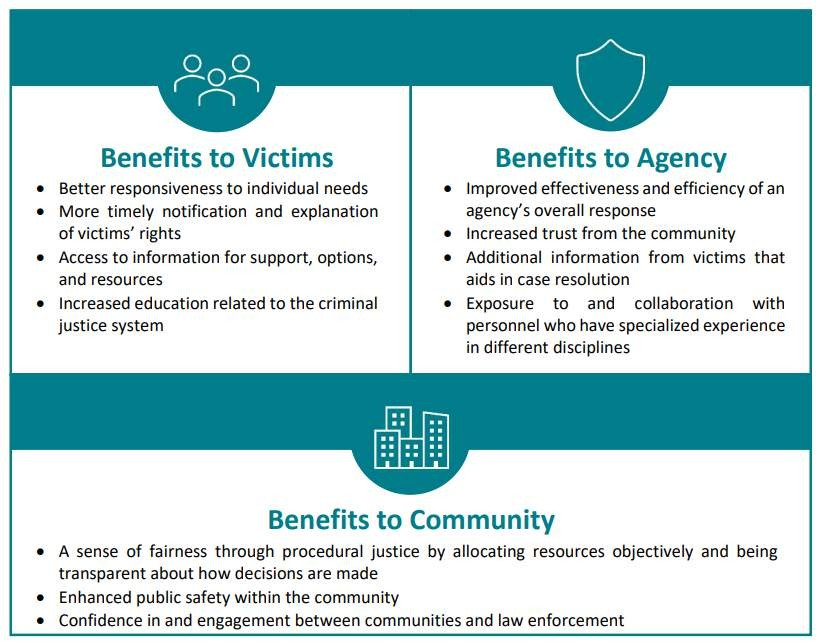 Benefits to Victims
• Better responsiveness to individual needs
• More timely notification and explanation
of victims’ rights
• Access to information for support, options,
and resources
• Increased education related to the criminal
justice system
Benefits to Agency
• Improved effectiveness and efficiency of an
agency’s overall response
• Increased trust from the community
• Additional information from victims that
aids in case resolution
• Exposure to and collaboration with
personnel who have specialized experience
in different disciplines
Benefits to Community
• A sense of fairness through procedural justice by allocating resources objectively and being
transparent about how decisions are made
• Enhanced public safety within the community
• Confidence in and engagement between communities and law enforcement